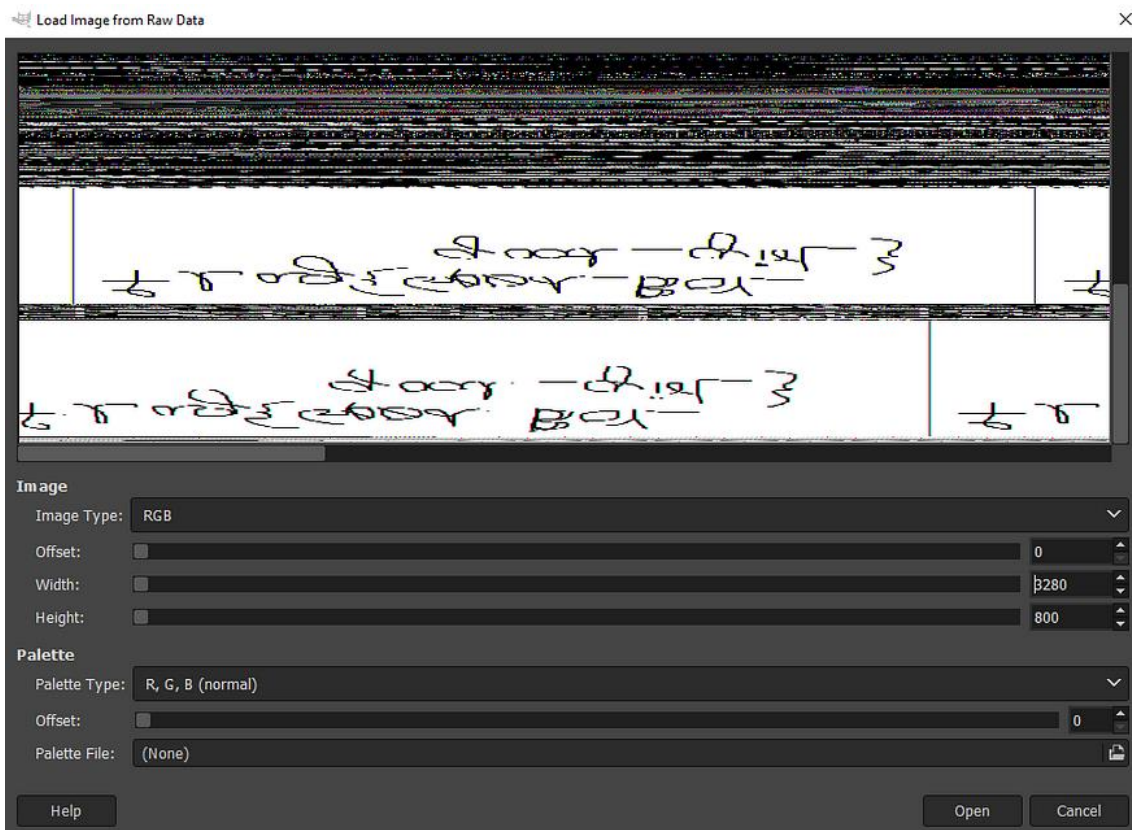 Load Image from Raw Data
Image
Image Type: RGB
Offset: 0
Width: 3280
Height: 800
Palette
Palette Type: R, G, B (normal)
Offset: 0
Palette File: (None)
Help Open Cancel